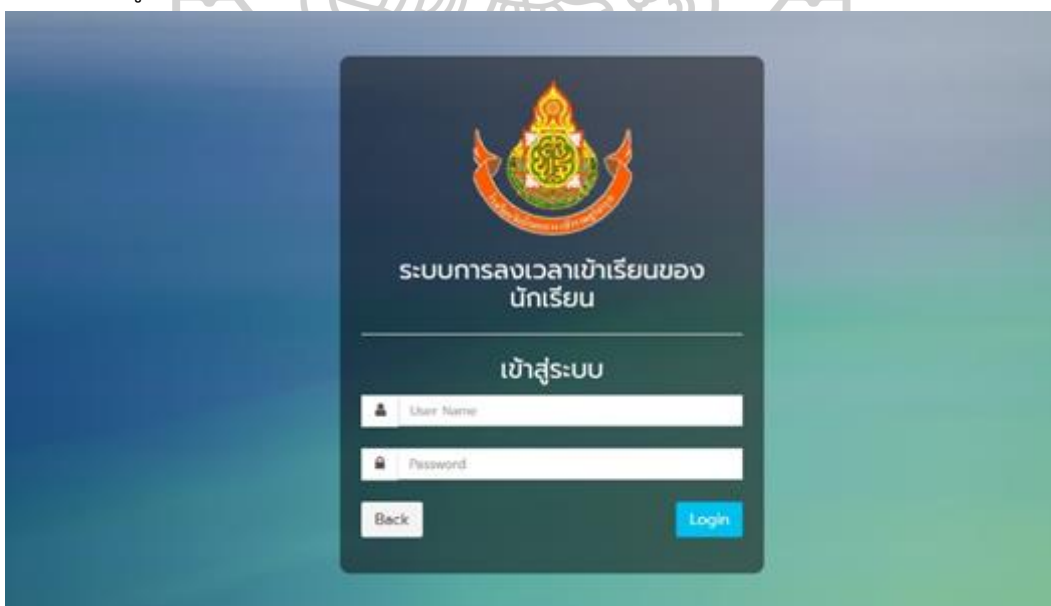 ระบบการลงเวลาเข้าเรียนของ
นักเรียน
เข้าสู่ระบบ
User Name
Password
Back
Login